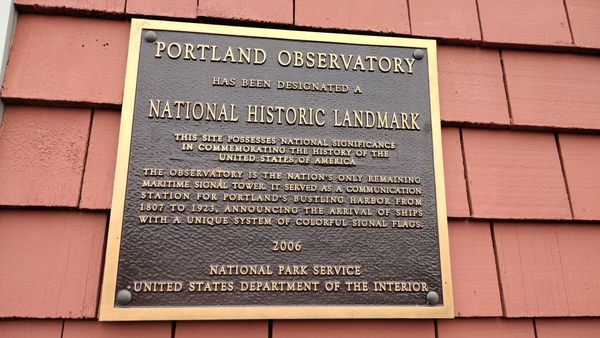 PORTLAND OBSERVATORY
HAS BEEN DESIGNATED A
NATIONAL HISTORIC LANDMARK
THIS SITE POSSESSES NATIONAL SIGNIFICANCE
IN COMMEMORATING THE HISTORY OF THE
UNITED STATES OF AMERICA
THE OBSERVATORY IS THE NATION'S ONLY REMAINING
MARITIME SIGNAL TOWER. IT SERVED AS A COMMUNICATION
STATION FOR PORTLAND'S BUSTLING HARBOR FROM
1807 TO 1923, ANNOUNCING THE ARRIVAL OF SHIPS
WITH A UNIQUE SYSTEM OF COLORFUL SIGNAL FLAGS.
2006
NATIONAL PARK SERVICE
UNITED STATES DEPARTMENT OF THE INTERIOR